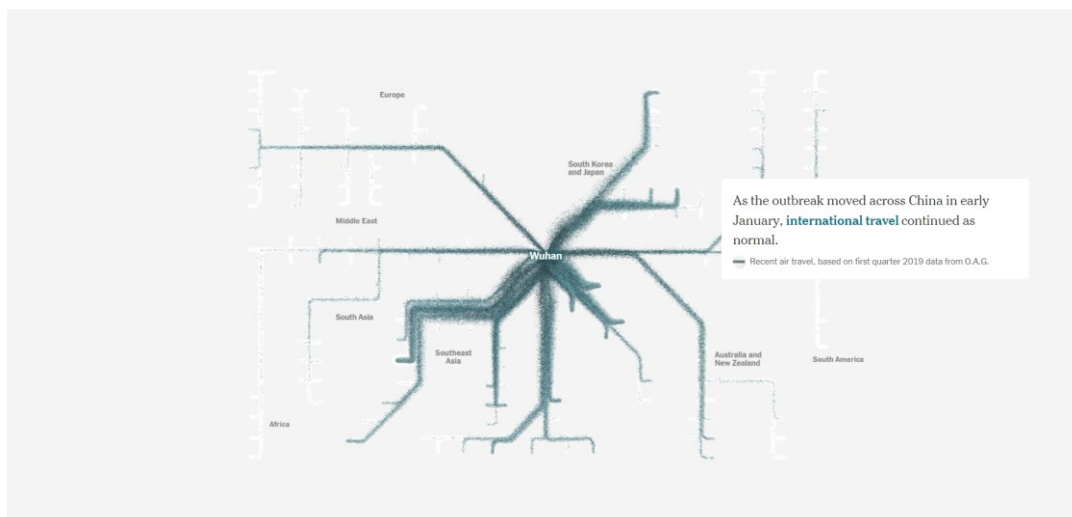 Europe
South Korea
and Japan
As the outbreak moved across China in early
January, international travel continued as
normal.
Recent air travel, based on first quarter 2019 data from O.A.G.
Middle East
Wuhan
South Asia
Southeast
Asia
Australia and
New Zealand
South America
Africa